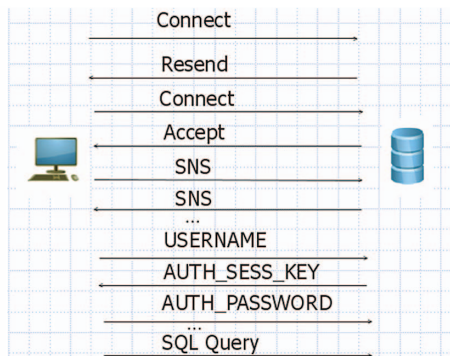 Connect
Resend
Connect
Accept
SNS
SNS
...
USERNAME
AUTH_SESS_KEY
AUTH_PASSWORD
...
SQL Query